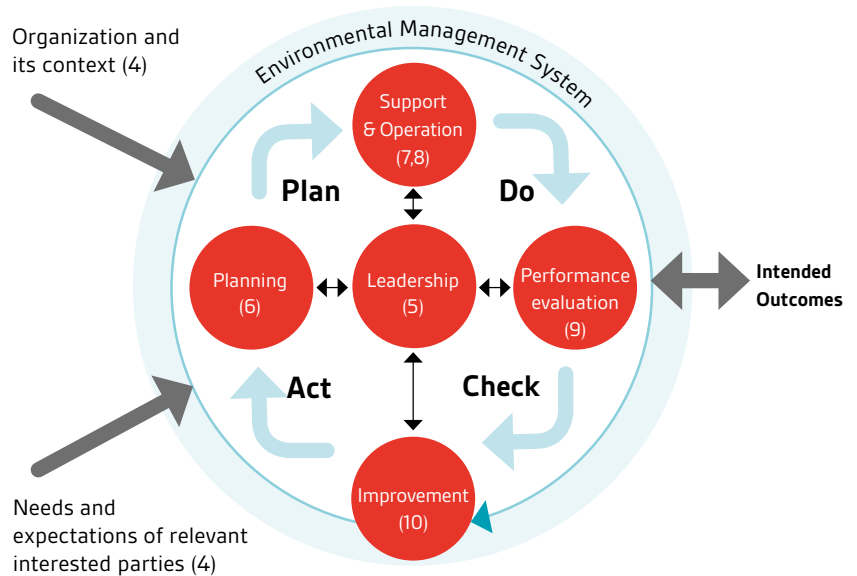 Organization and
its context (4)
Environmental Management System
Support
& Operation
(7,8)
Plan
Do
Planning
(6)
Leadership
(5)
Performance
evaluation
(9)
Intended
Outcomes
Act
Check
Improvement
(10)
Needs and
expectations of relevant
interested parties (4)